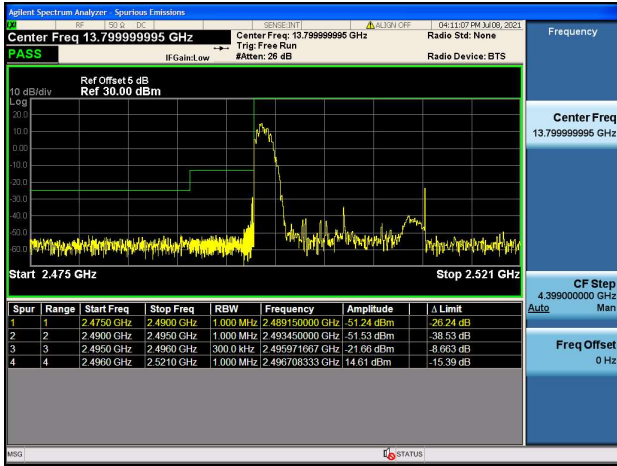 Agilent Spectrum Analyzer - Spurious Emissions
RF 50 Ω DC SENSE:INT ALIGN OFF 04:11:07 PM Jul 08, 2021
Center Freq 13.799999995 GHz
Center Freq: 13.799999995 GHz
Radio Std: None
Trig: Free Run
PASS
IFGain:Low
#Atten: 26 dB
Radio Device: BTS
Ref Offset 5 dB
10 dB/div Ref 30.00 dBm
Log
20.0
10.0
0.00
-10.0
-20.0
-30.0
-40.0
-50.0
-60.0
Start 2.475 GHz
Stop 2.521 GHz
Spur Range Start Freq Stop Freq RBW Frequency Amplitude Δ Limit
1 1 2.4750 GHz 2.4900 GHz 1.000 MHz 2.489150000 GHz -51.24 dBm -26.24 dB
2 2 2.4900 GHz 2.4950 GHz 1.000 MHz 2.493450000 GHz -51.53 dBm -38.53 dB
3 3 2.4950 GHz 2.4960 GHz 300.0 kHz 2.495971667 GHz -21.66 dBm -8.663 dB
4 4 2.4960 GHz 2.5210 GHz 1.000 MHz 2.496708333 GHz 14.61 dBm -15.39 dB
MSG
STATUS
Frequency
Center Freq
13.799999995 GHz
CF Step
4.399000000 GHz
Auto Man
Freq Offset
0 Hz